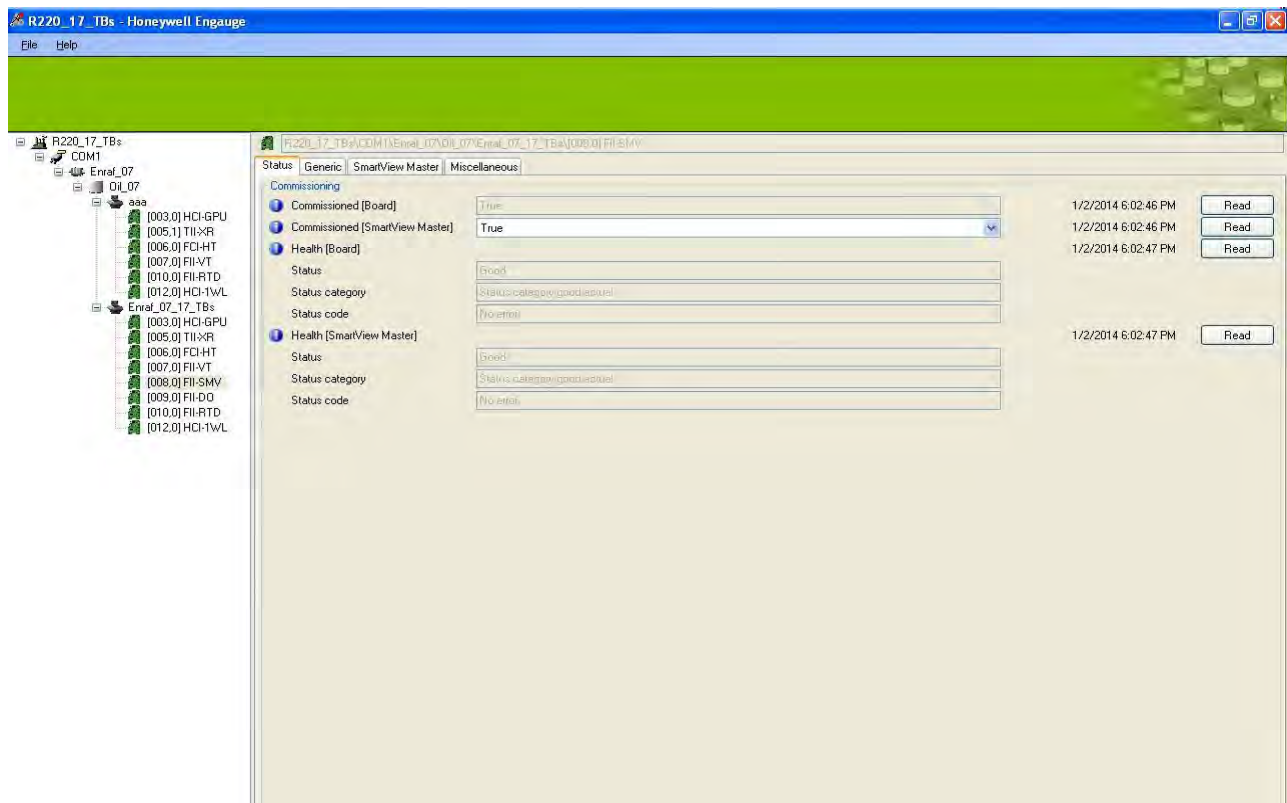 R220_17_TBs - Honeywell Engauge
File Help
R220_17_TBs
COM1
Enraf_07
Oil_07
aaa
[003,0] HCI-GPU
[005,1] TII-XR
[006,0] FCI-HT
[007,0] FII-VT
[010,0] FII-RTD
[012,0] HCI-1WL
Enraf_07_17_TBs
[003,0] HCI-GPU
[005,0] TII-XR
[006,0] FCI-HT
[007,0] FII-VT
[008,0] FII-SMV
[009,0] FII-DO
[010,0] FII-RTD
[012,0] HCI-1WL
R220_17_TBs\COM1\Enraf_07\Oil_07\Enraf_07_17_TBs\[008,0] FII-SMV
Status Generic SmartView Master Miscellaneous
Commissioning
Commissioned [Board] True 1/2/2014 6:02:46 PM Read
Commissioned [SmartView Master] True 1/2/2014 6:02:46 PM Read
Health [Board] 1/2/2014 6:02:47 PM Read
Status Good
Status category Status category good actual
Status code No error
Health [SmartView Master] 1/2/2014 6:02:47 PM Read
Status Good
Status category Status category good actual
Status code No error